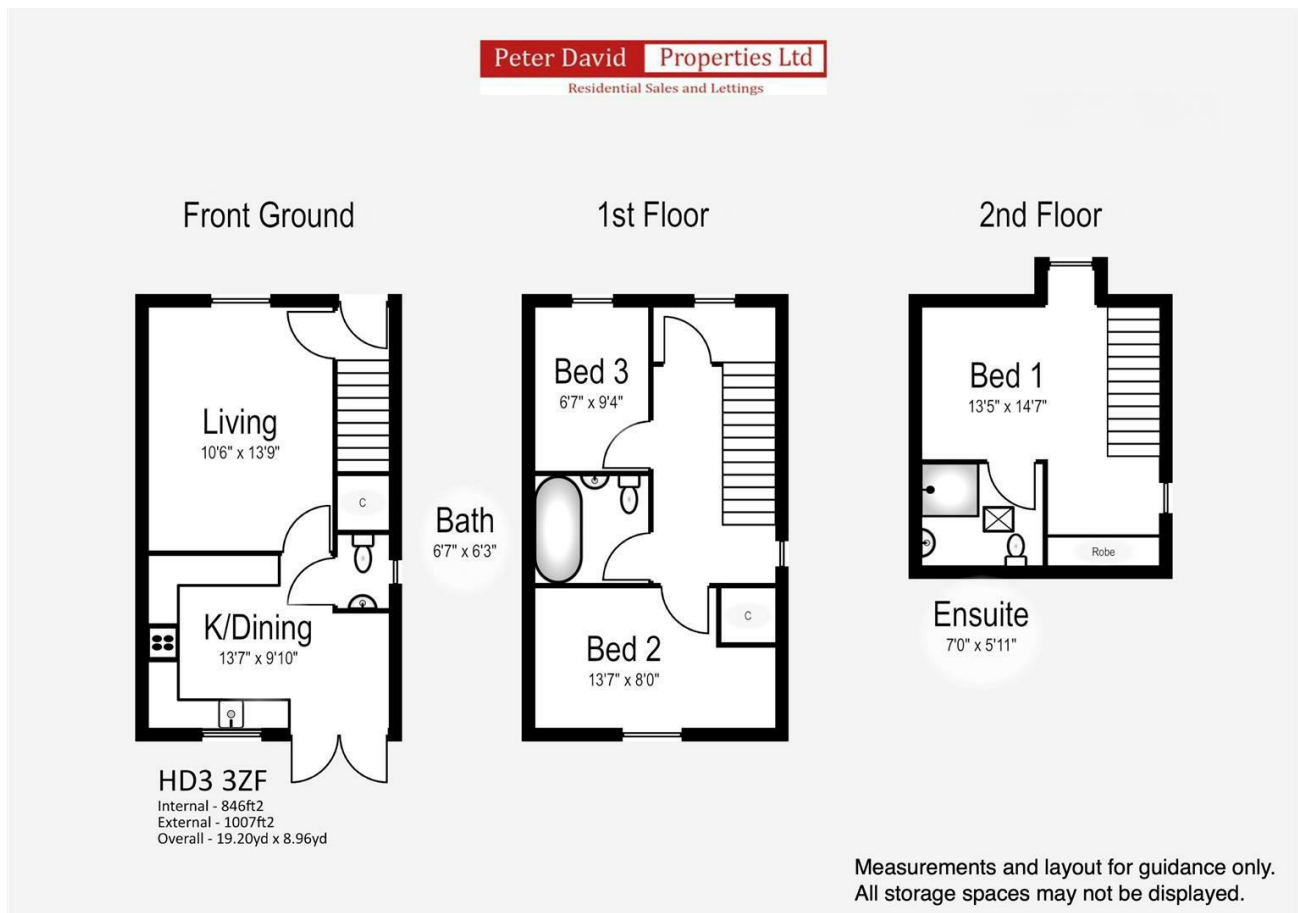 Peter David Properties Ltd
Residential Sales and Lettings
Front Ground
1st Floor
2nd Floor
Living
10'6" x 13'9"
C
K/Dining
13'7" x 9'10"
Bath
6'7" x 6'3"
Bed 3
6'7" x 9'4"
Bed 2
13'7" x 8'0"
C
Bed 1
13'5" x 14'7"
Robe
Ensuite
7'0" x 5'11"
HD3 3ZF
Internal - 846ft2
External - 1007ft2
Overall - 19.20yd x 8.96yd
Measurements and layout for guidance only.
All storage spaces may not be displayed.